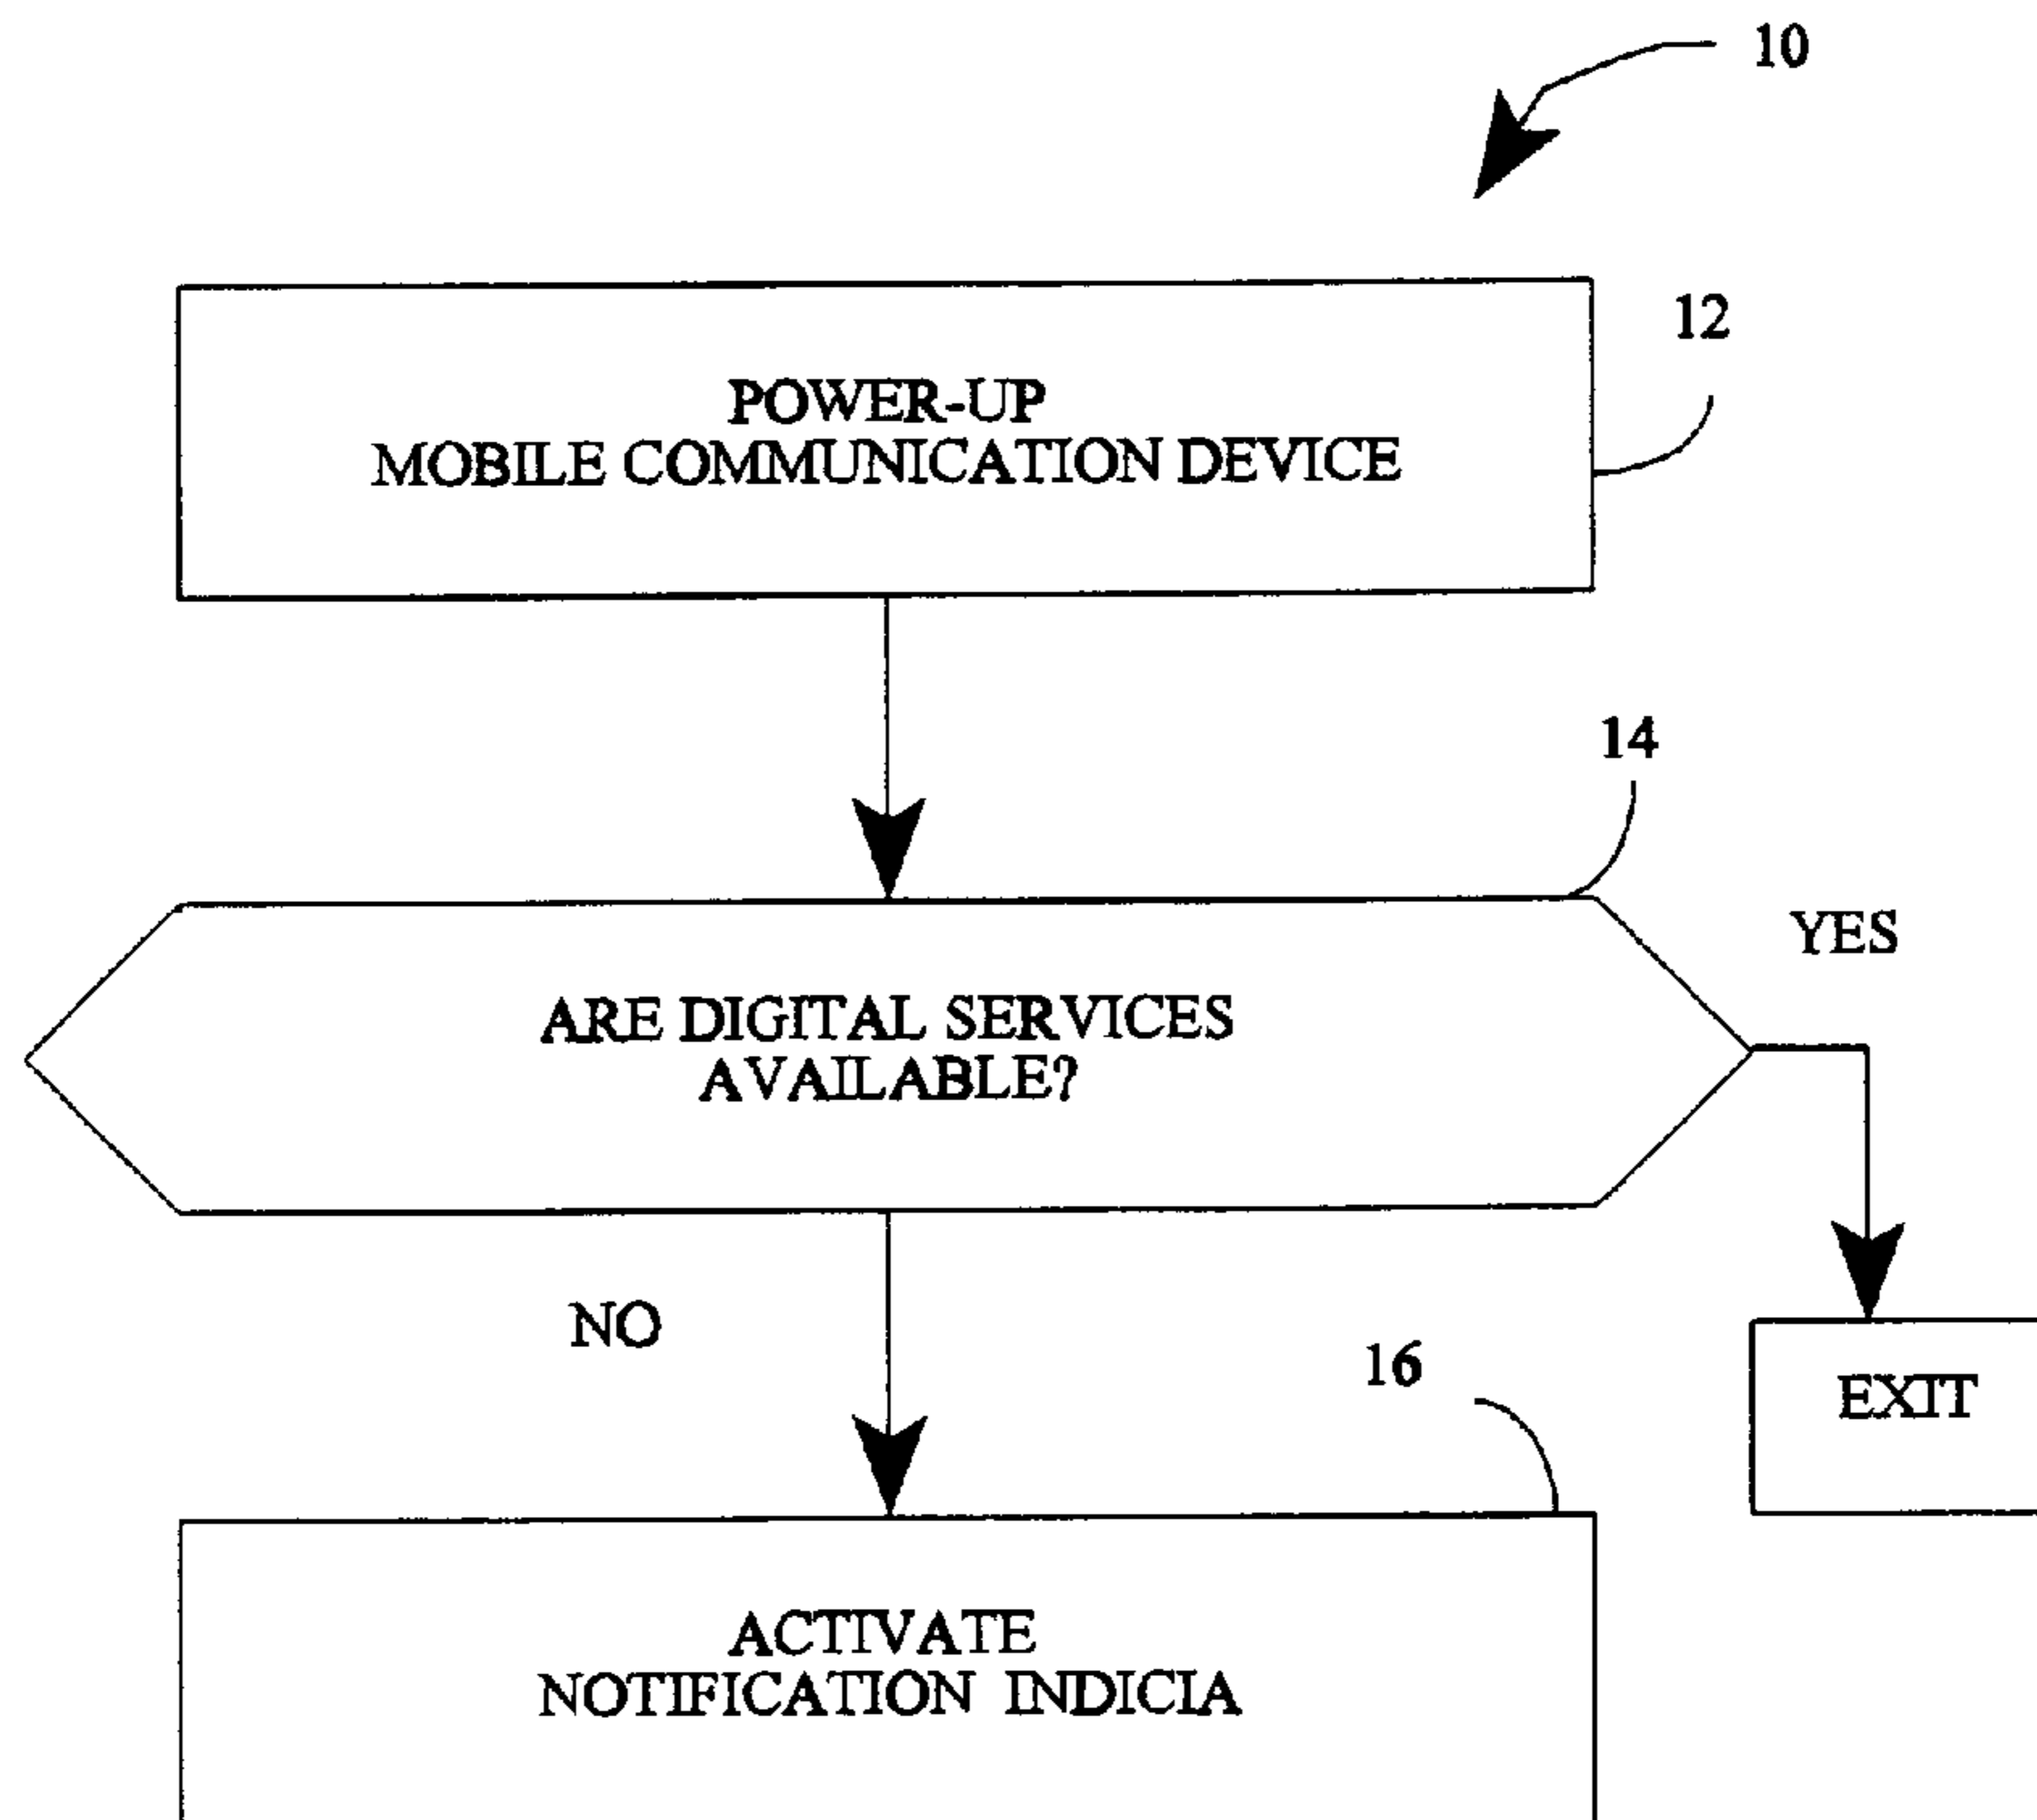 10
12
POWER-UP
MOBILE COMMUNICATION DEVICE
14
YES
ARE DIGITAL SERVICES
AVAILABLE?
NO
16
EXIT
ACTIVATE
NOTIFICATION INDICIA